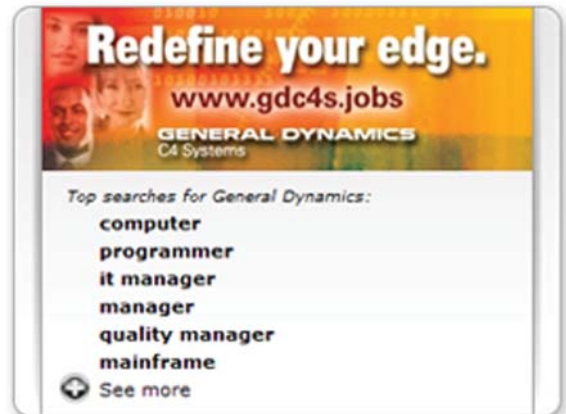 Redefine your edge.
www.gdc4s.jobs
GENERAL DYNAMICS
C4 Systems
Top searches for General Dynamics:
computer
programmer
it manager
manager
quality manager
mainframe
See more